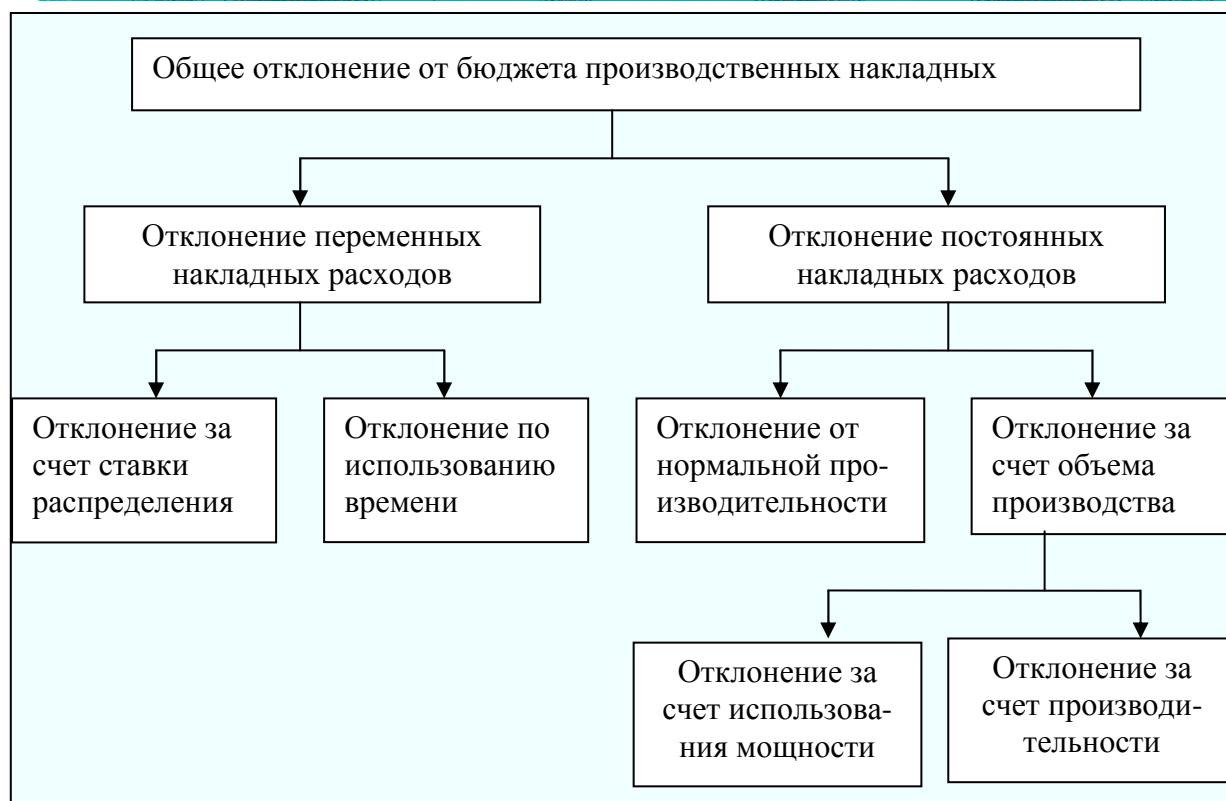 Общее отклонение от бюджета производственных накладных
Отклонение переменных
накладных расходов
Отклонение постоянных
накладных расходов
Отклонение за
счет ставки
распределения
Отклонение по
использованию
времени
Отклонение от
нормальной про-
изводительности
Отклонение за
счет объема
производства
Отклонение за
счет использова-
ния мощности
Отклонение за
счет производи-
тельности